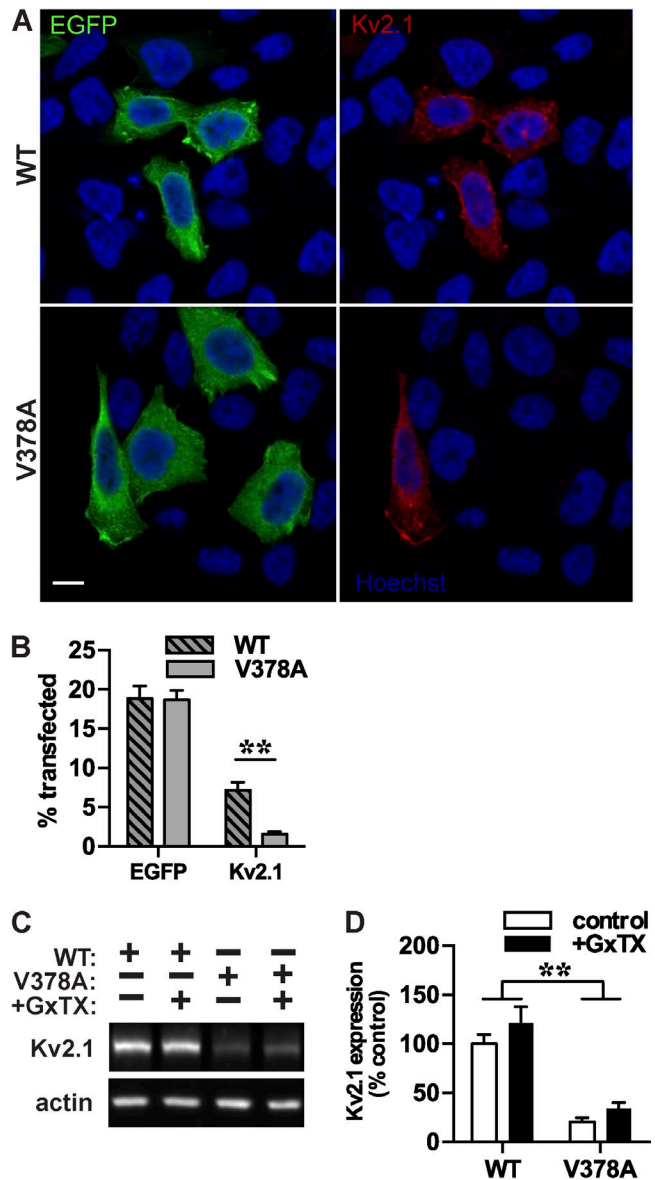 A
EGFP
Kv2.1
WT
V378A
Hoechst
B
WT
V378A
25
20
15
10
5
0
% transfected
**
EGFP
Kv2.1
C
WT: + + − −
V378A: − − + +
+GxTX: − + − +
Kv2.1
actin
D
control
+GxTX
200
150
100
50
0
Kv2.1 expression
(% control)
**
WT
V378A